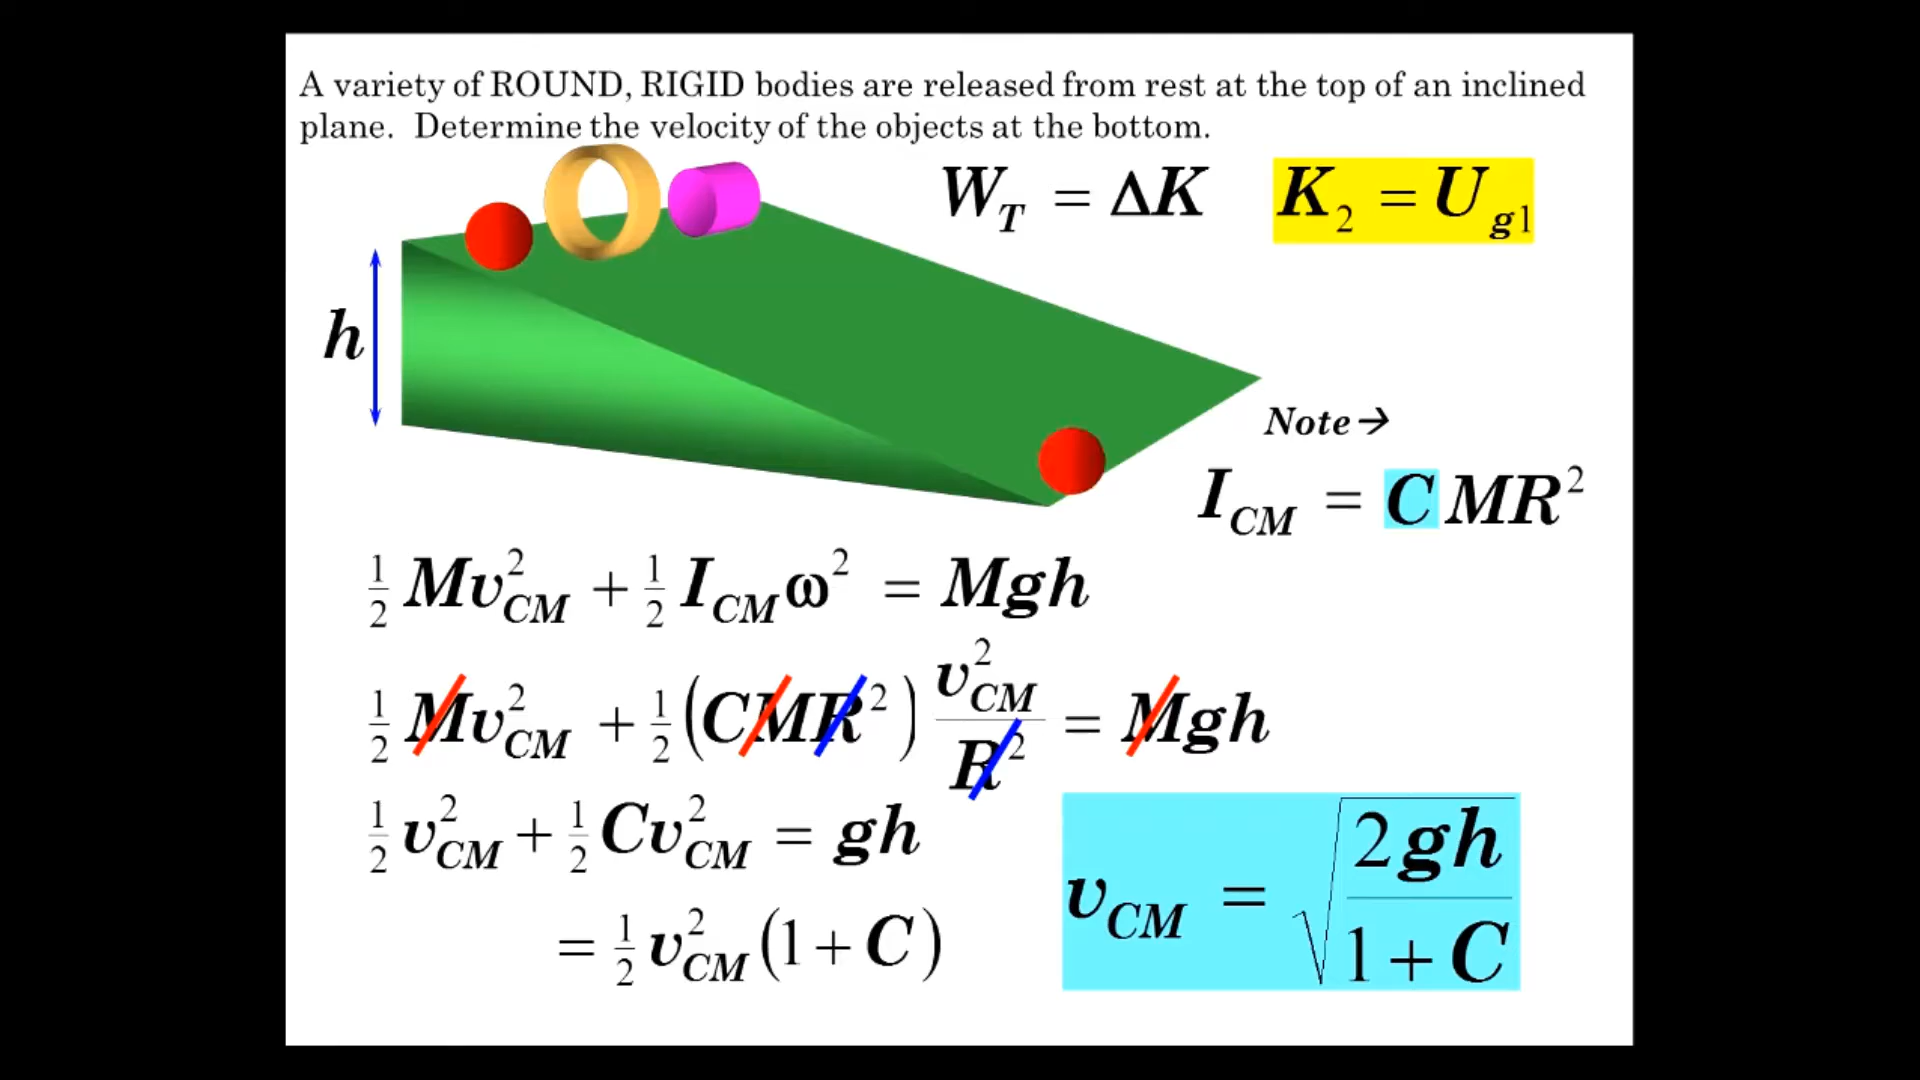 A variety of ROUND, RIGID bodies are released from rest at the top of an inclined
plane. Determine the velocity of the objects at the bottom.
W_T = ΔK
K_2 = U_g1
h
Note→
I_CM = CMR²
½ Mv²_CM + ½ I_CM ω² = Mgh
½ Mv²_CM + ½ (CMR²) v²_CM / R² = Mgh
½ v²_CM + ½ Cv²_CM = gh
= ½ v²_CM (1 + C)
v_CM = √(2gh / 1 + C)